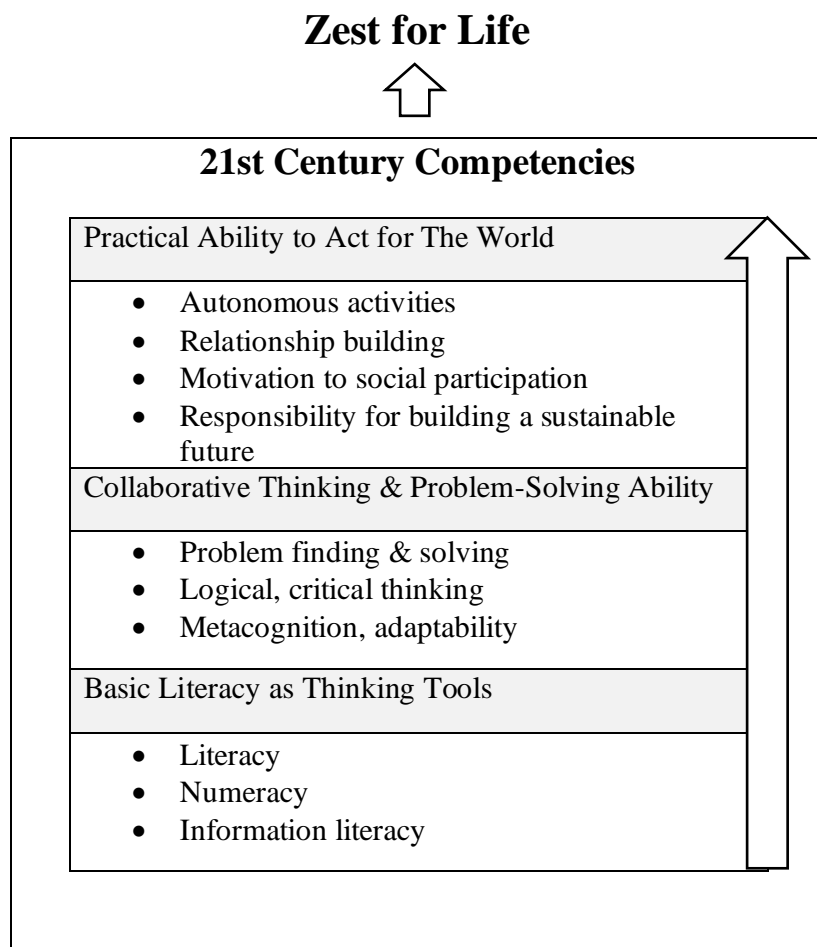 Zest for Life
21st Century Competencies
Practical Ability to Act for The World
• Autonomous activities
• Relationship building
• Motivation to social participation
• Responsibility for building a sustainable
future
Collaborative Thinking & Problem-Solving Ability
• Problem finding & solving
• Logical, critical thinking
• Metacognition, adaptability
Basic Literacy as Thinking Tools
• Literacy
• Numeracy
• Information literacy